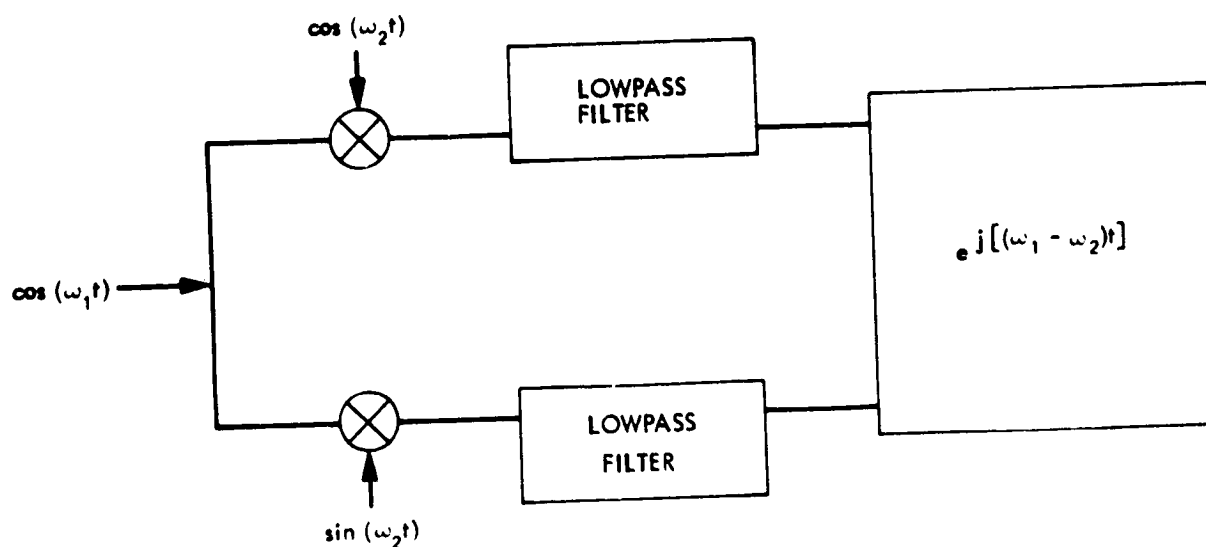 cos (ω₂t)
LOWPASS
FILTER
e j[(ω₁ - ω₂)t]
cos (ω₁t)
LOWPASS
FILTER
sin (ω₂t)